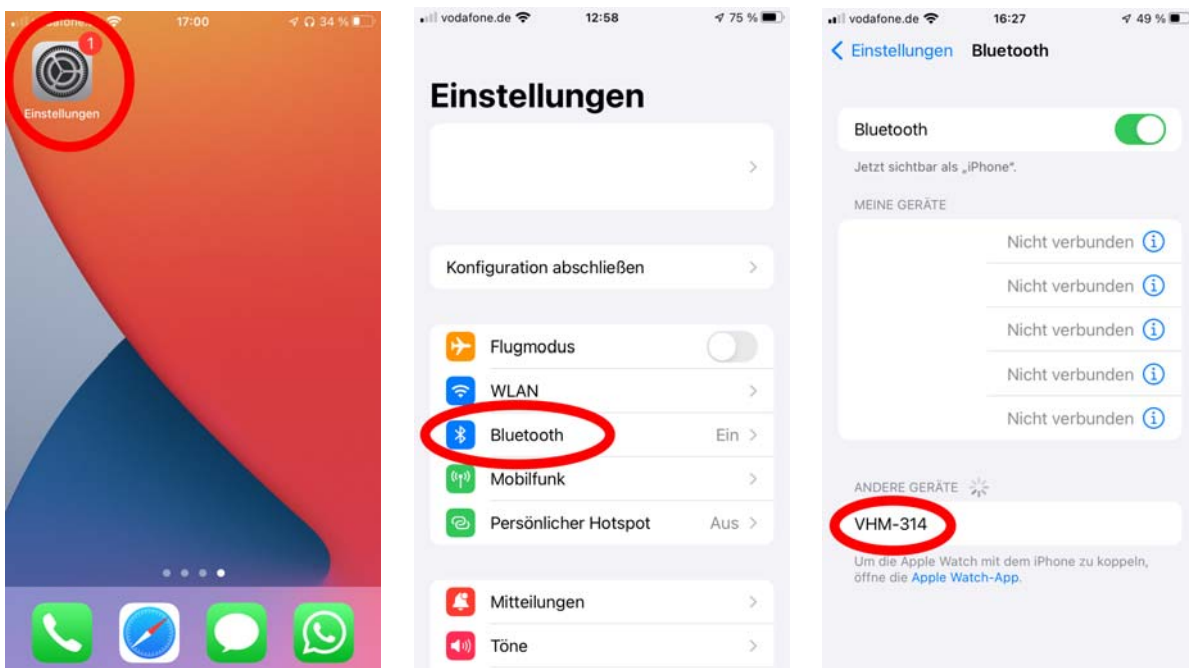 vodafone.de 17:00 34 %
1
Einstellungen
vodafone.de 12:58 75 %
Einstellungen
Konfiguration abschließen
Flugmodus
WLAN
Bluetooth Ein
Mobilfunk
Persönlicher Hotspot Aus
Mitteilungen
Töne
vodafone.de 16:27 49 %
Einstellungen Bluetooth
Bluetooth
Jetzt sichtbar als „iPhone“.
MEINE GERÄTE
Nicht verbunden
Nicht verbunden
Nicht verbunden
Nicht verbunden
Nicht verbunden
ANDERE GERÄTE
VHM-314
Um die Apple Watch mit dem iPhone zu koppeln,
öffne die Apple Watch-App.